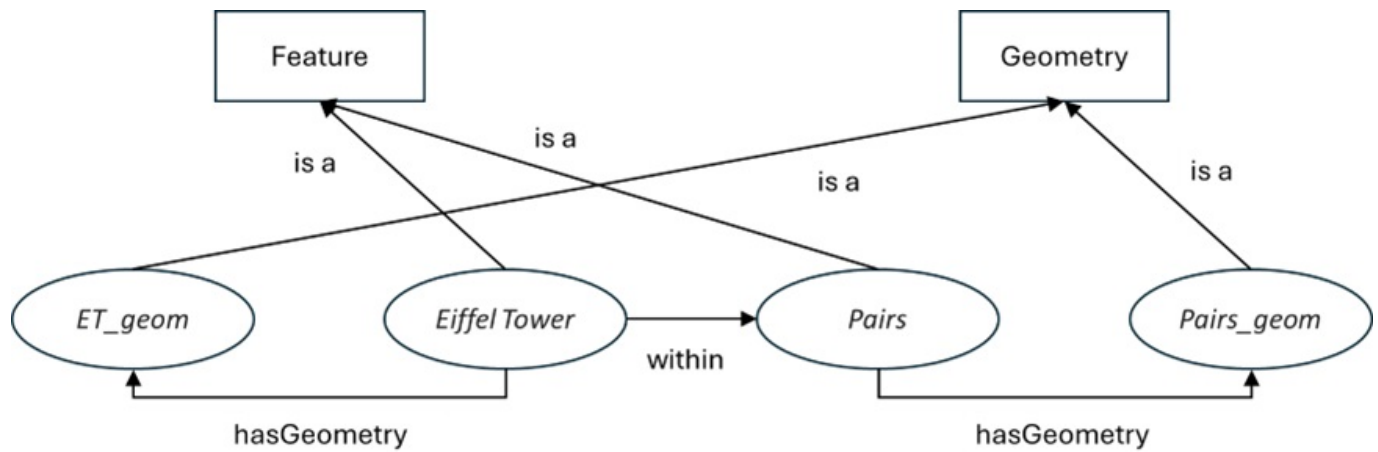 Feature
Geometry
is a
is a
is a
is a
ET_geom
Eiffel Tower
Pairs
Pairs_geom
within
hasGeometry
hasGeometry